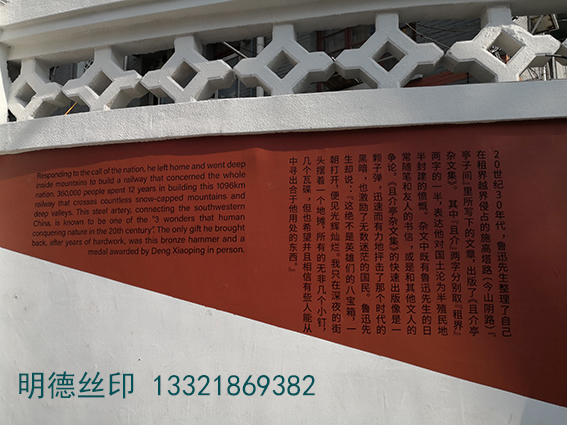 Responding to the call of the nation, he left home and went deep
inside mountains to build a railway that concerned the whole
nation. 360,000 people spent 12 years in building this 1096km
railway that crosses countless snow-capped mountains and
deep valleys. This steel artery, connecting the southwestern
China, is known to be one of the "3 wonders that human
conquering nature in the 20th century". The only gift he brought
back, after years of hardwork, was this bronze hammer and a
medal awarded by Deng Xiaoping in person.
20世纪30年代，鲁迅先生整理了自己
在租界越界侵占的施高塔路（今山阴路），
亭子间里所写下的文章，出版了《且介亭
杂文集》。其中『且介』两字分别取『租界』
两字的一半，表达他对国土沦为半殖民地
半封建的愤慨。杂文中既有鲁迅先生的日
常随笔和友人的书信，或是和其他文人的
争论。《且介亭杂文集》的快速出版像是一
颗子弹，迅速而有力地抨击了那个时代的
黑暗，也激励了无数迷茫的国民。鲁迅先
生却说：『这绝不是英雄们的八宝箱，一
朝打开，便见光辉灿烂。我只在深夜的街
头摆着一个地摊，所有的无非几个小钉，
几个瓦碟，但也希望并且相信有些人能从
中寻出合于他用处的东西。』
明德丝印 13321869382